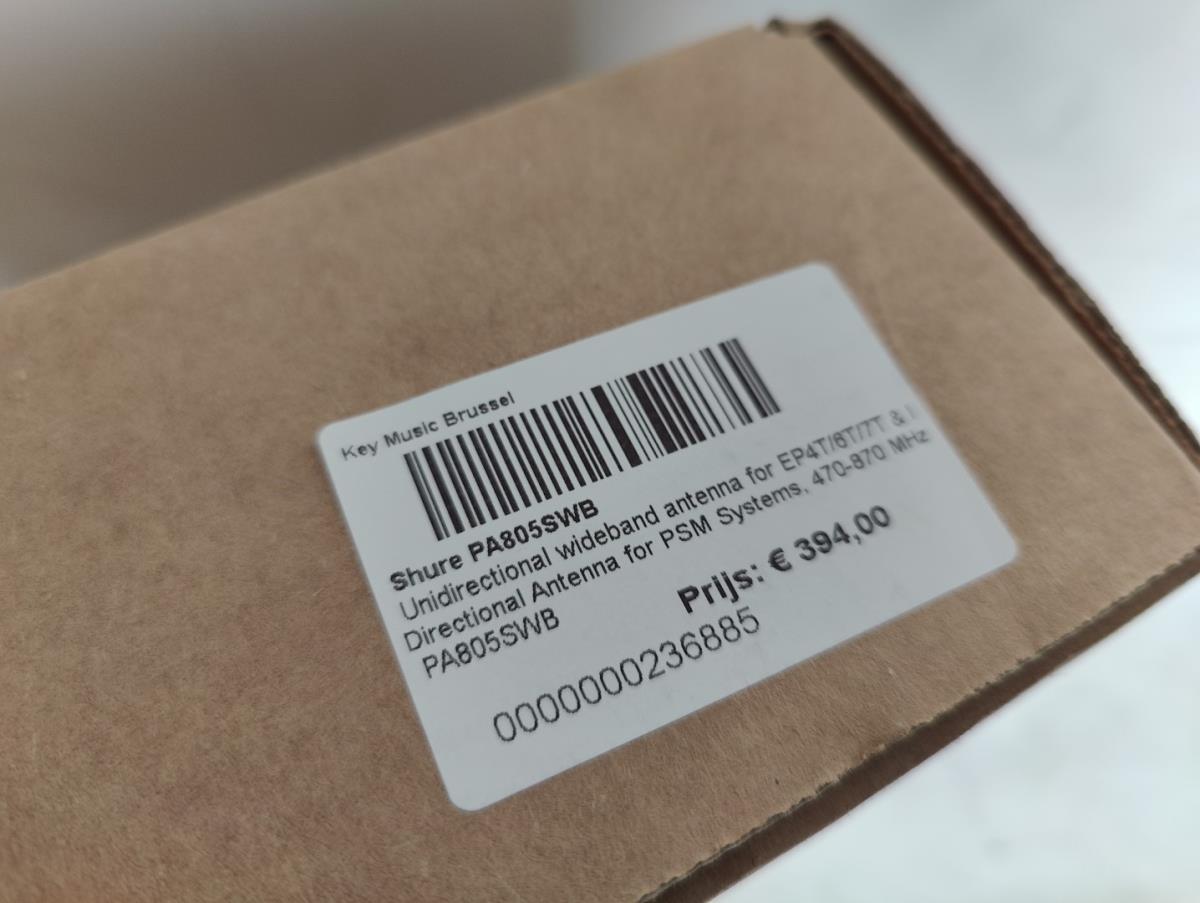 Key Music Brussel
Shure PA805SWB
Unidirectional wideband antenna for EP4T/6T/7T &
Directional Antenna for PSM Systems. 470-870 MHz
PA805SWB
Prijs: € 394,00
0000000236885